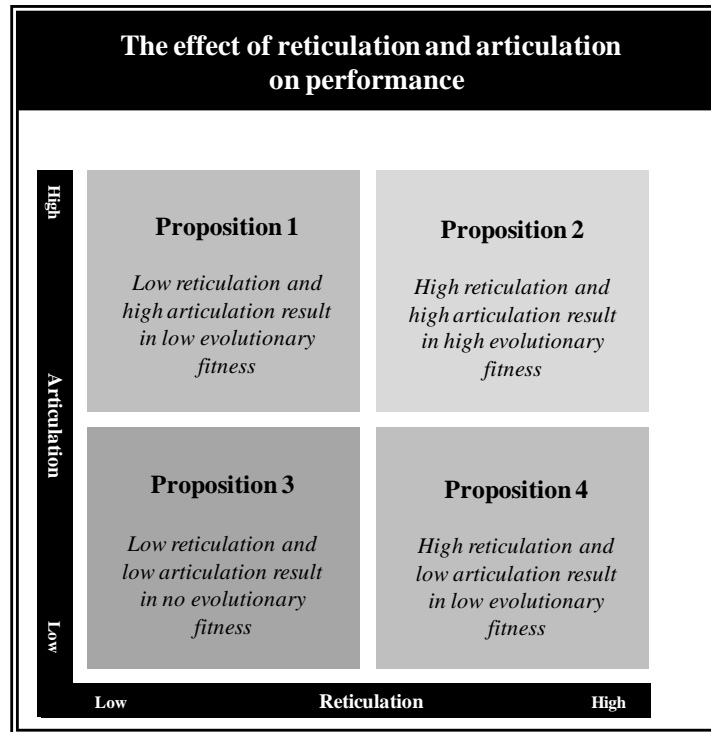 The effect of reticulation and articulation
on performance
High
Articulation
Low
Proposition 1
Low reticulation and
high articulation result
in low evolutionary
fitness
Proposition 2
High reticulation and
high articulation result
in high evolutionary
fitness
Proposition 3
Low reticulation and
low articulation result
in no evolutionary
fitness
Proposition 4
High reticulation and
low articulation result
in low evolutionary
fitness
Low
Reticulation
High